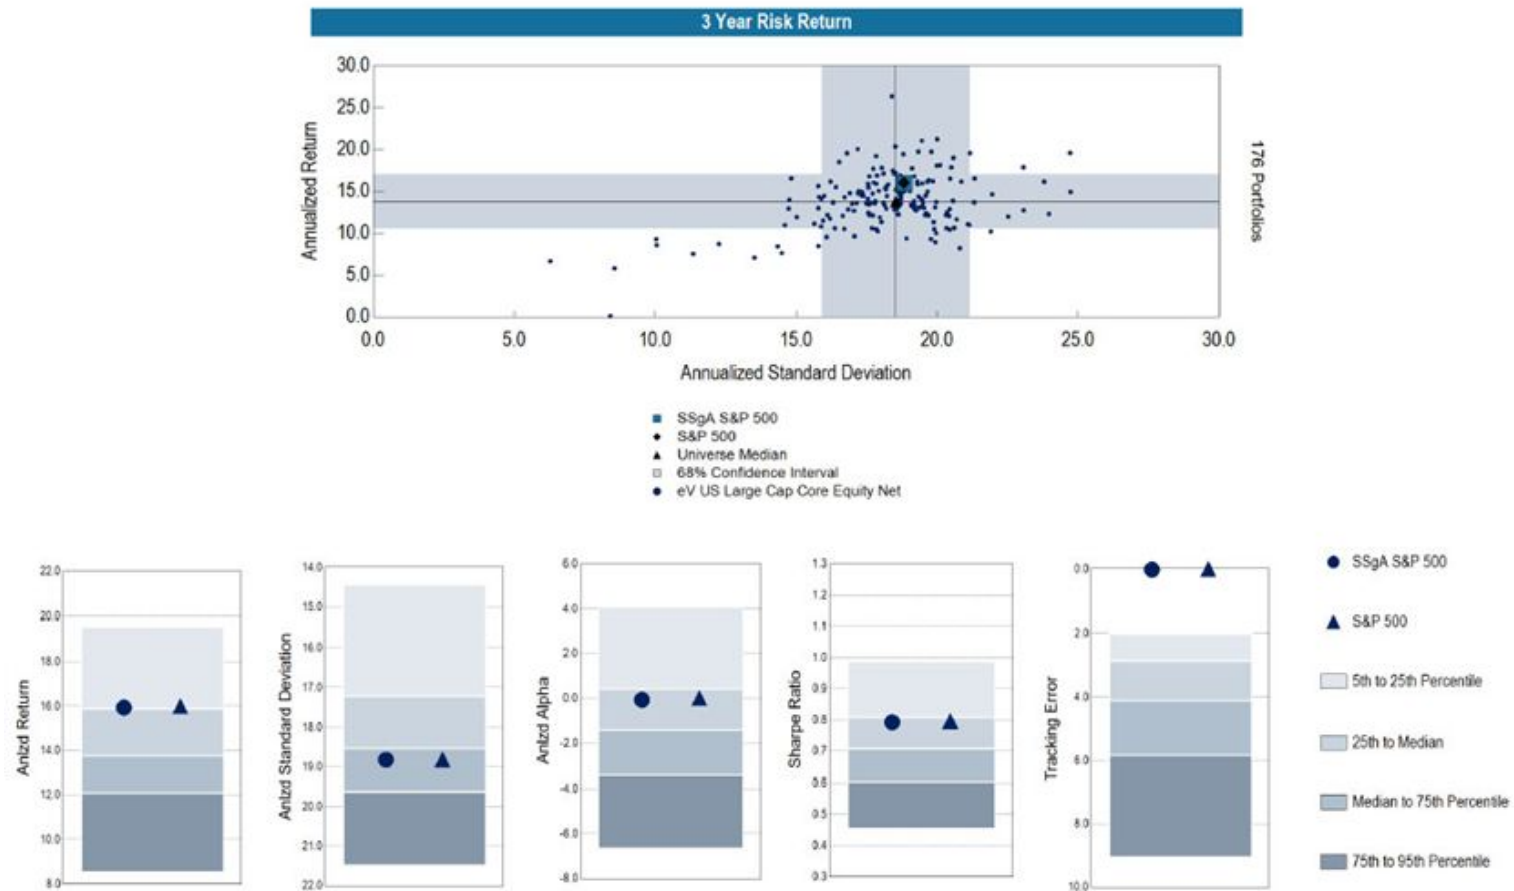 3 Year Risk Return
30.0
25.0
20.0
15.0
10.0
5.0
0.0
Annualized Return
0.0 5.0 10.0 15.0 20.0 25.0 30.0
Annualized Standard Deviation
176 Portfolios
SSgA S&P 500
S&P 500
Universe Median
68% Confidence Interval
eV US Large Cap Core Equity Net
Anlzd Return
22.0
20.0
18.0
16.0
14.0
12.0
10.0
8.0
Anlzd Standard Deviation
14.0
15.0
16.0
17.0
18.0
19.0
20.0
21.0
22.0
Anlzd Alpha
6.0
4.0
2.0
0.0
-2.0
-4.0
-6.0
-8.0
Sharpe Ratio
1.3
1.2
1.1
1.0
0.9
0.8
0.7
0.6
0.5
0.4
0.3
Tracking Error
0.0
2.0
4.0
6.0
8.0
10.0
SSgA S&P 500
S&P 500
5th to 25th Percentile
25th to Median
Median to 75th Percentile
75th to 95th Percentile